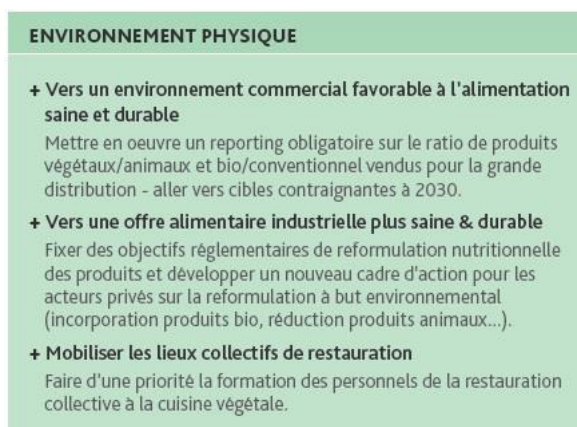 ENVIRONNEMENT PHYSIQUE
+ Vers un environnement commercial favorable à l'alimentation
saine et durable
Mettre en oeuvre un reporting obligatoire sur le ratio de produits
végétaux/animaux et bio/conventionnel vendus pour la grande
distribution - aller vers cibles contraignantes à 2030.
+ Vers une offre alimentaire industrielle plus saine & durable
Fixer des objectifs réglementaires de reformulation nutritionnelle
des produits et développer un nouveau cadre d'action pour les
acteurs privés sur la reformulation à but environnemental
(incorporation produits bio, réduction produits animaux...).
+ Mobiliser les lieux collectifs de restauration
Faire d'une priorité la formation des personnels de la restauration
collective à la cuisine végétale.